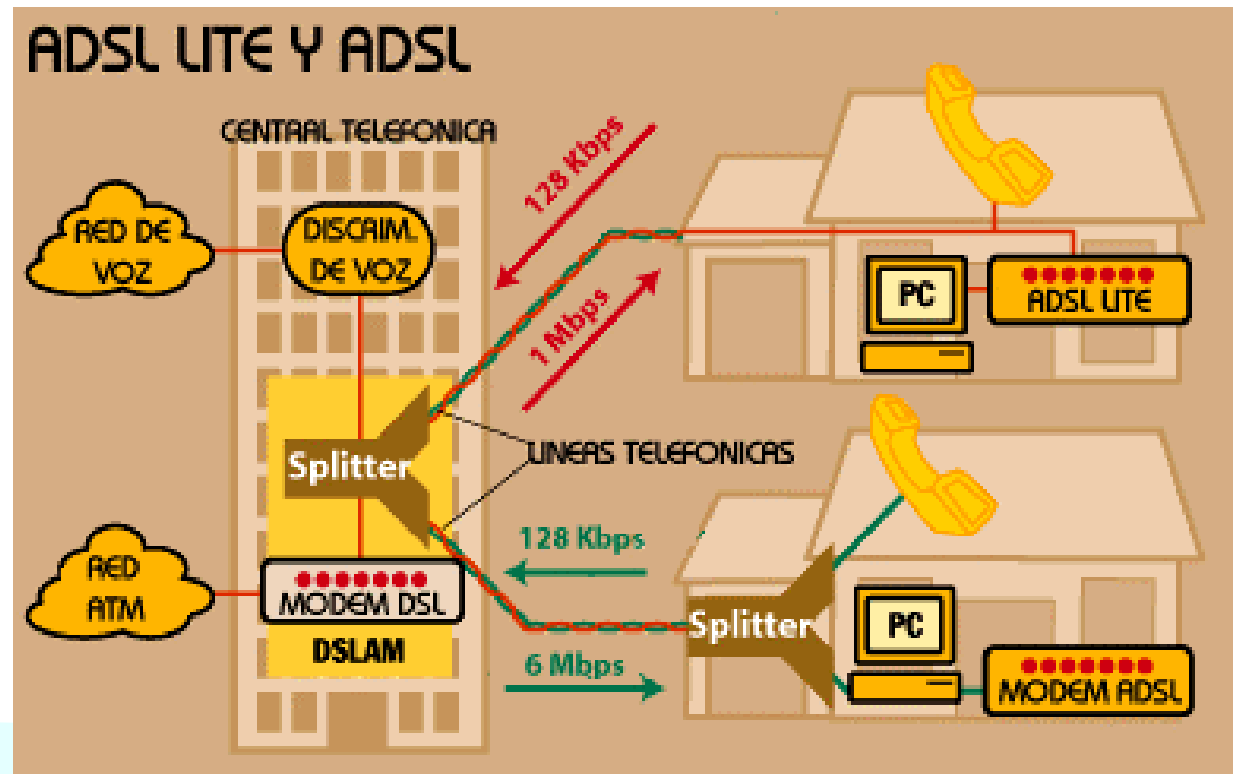 ADSL LITE Y ADSL
CENTRAL TELEFONICA
RED DE
VOZ
DISCRIM.
DE VOZ
128 Kbps
1 Mbps
PC
ADSL LITE
Splitter
LINEAS TELEFONICAS
RED
ATM
MODEM DSL
DSLAM
128 Kbps
6 Mbps
Splitter
PC
MODEM ADSL